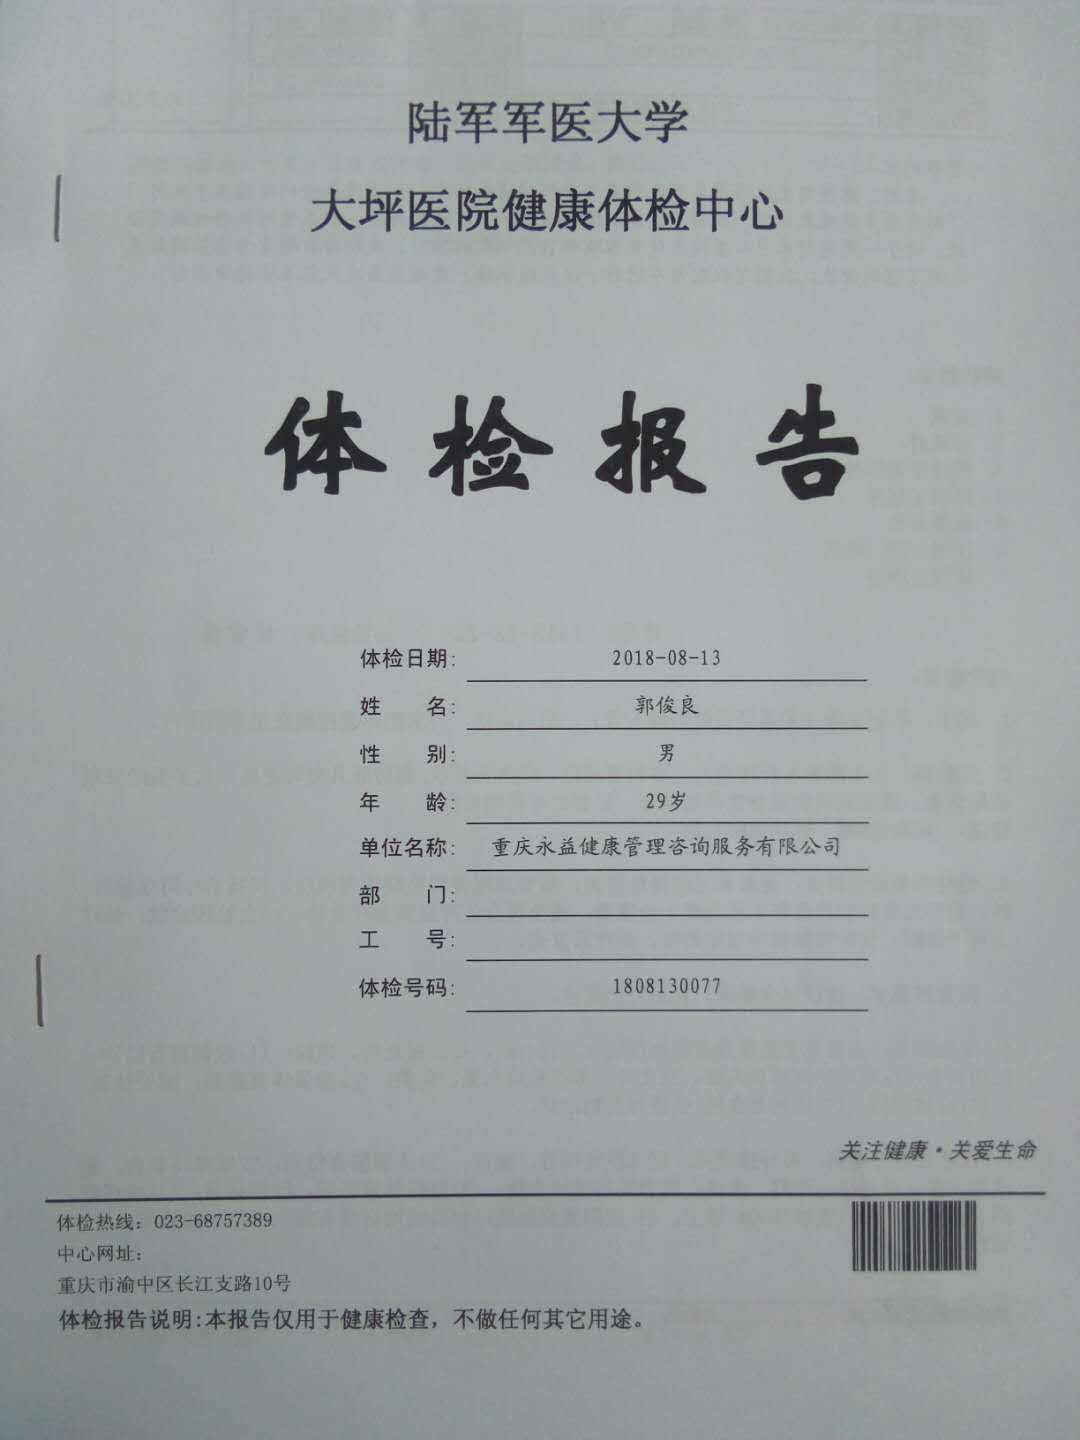 陆军军医大学
大坪医院健康体检中心
体检报告
体检日期: 2018-08-13
姓 名: 郭俊良
性 别: 男
年 龄: 29岁
单位名称: 重庆永益健康管理咨询服务有限公司
部 门:
工 号:
体检号码: 1808130077
关注健康·关爱生命
体检热线：023-68757389
中心网址：
重庆市渝中区长江支路10号
体检报告说明:本报告仅用于健康检查，不做任何其它用途。